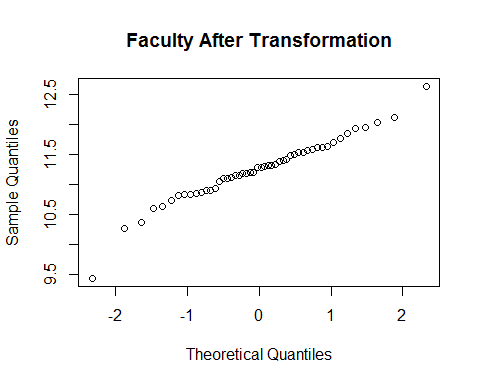 Faculty After Transformation
12.5
11.5
10.5
9.5
Sample Quantiles
-2 -1 0 1 2
Theoretical Quantiles